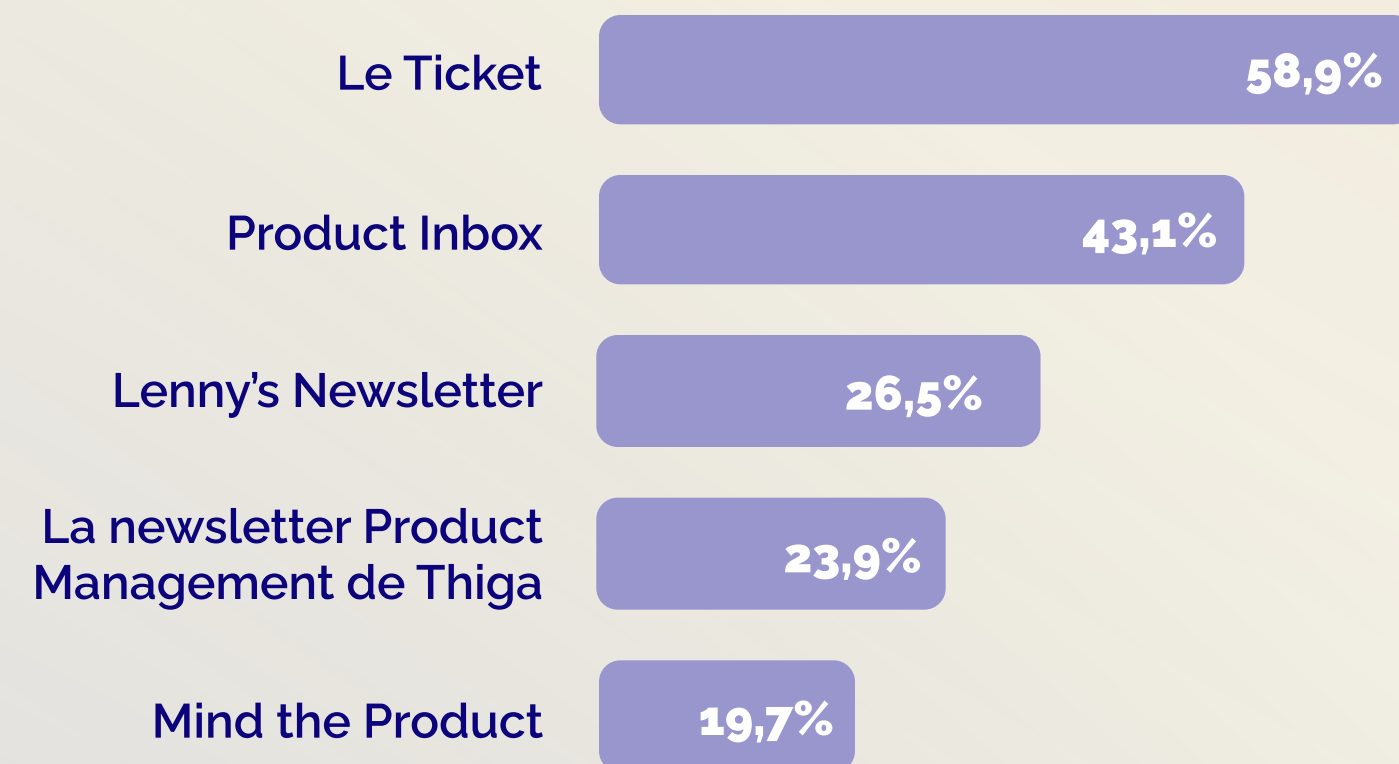 Le Ticket
58,9%
Product Inbox
43,1%
Lenny’s Newsletter
26,5%
La newsletter Product
Management de Thiga
23,9%
Mind the Product
19,7%